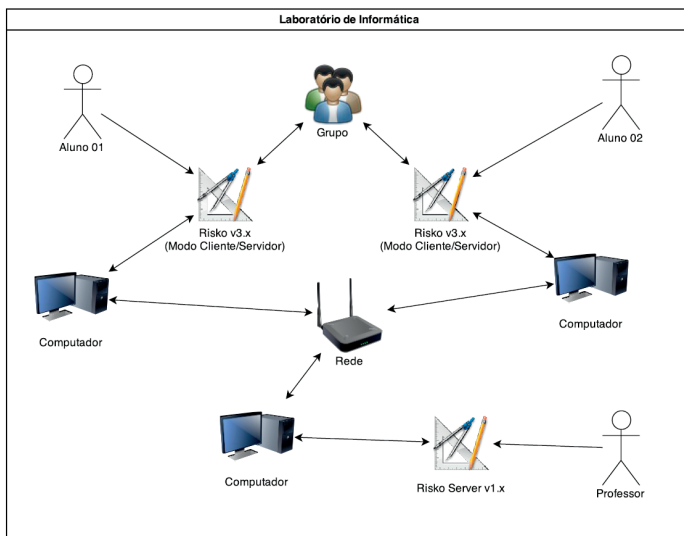 Laboratório de Informática
Aluno 01
Grupo
Aluno 02
Risko v3.x
(Modo Cliente/Servidor)
Risko v3.x
(Modo Cliente/Servidor)
Computador
Rede
Computador
Computador
Risko Server v1.x
Professor